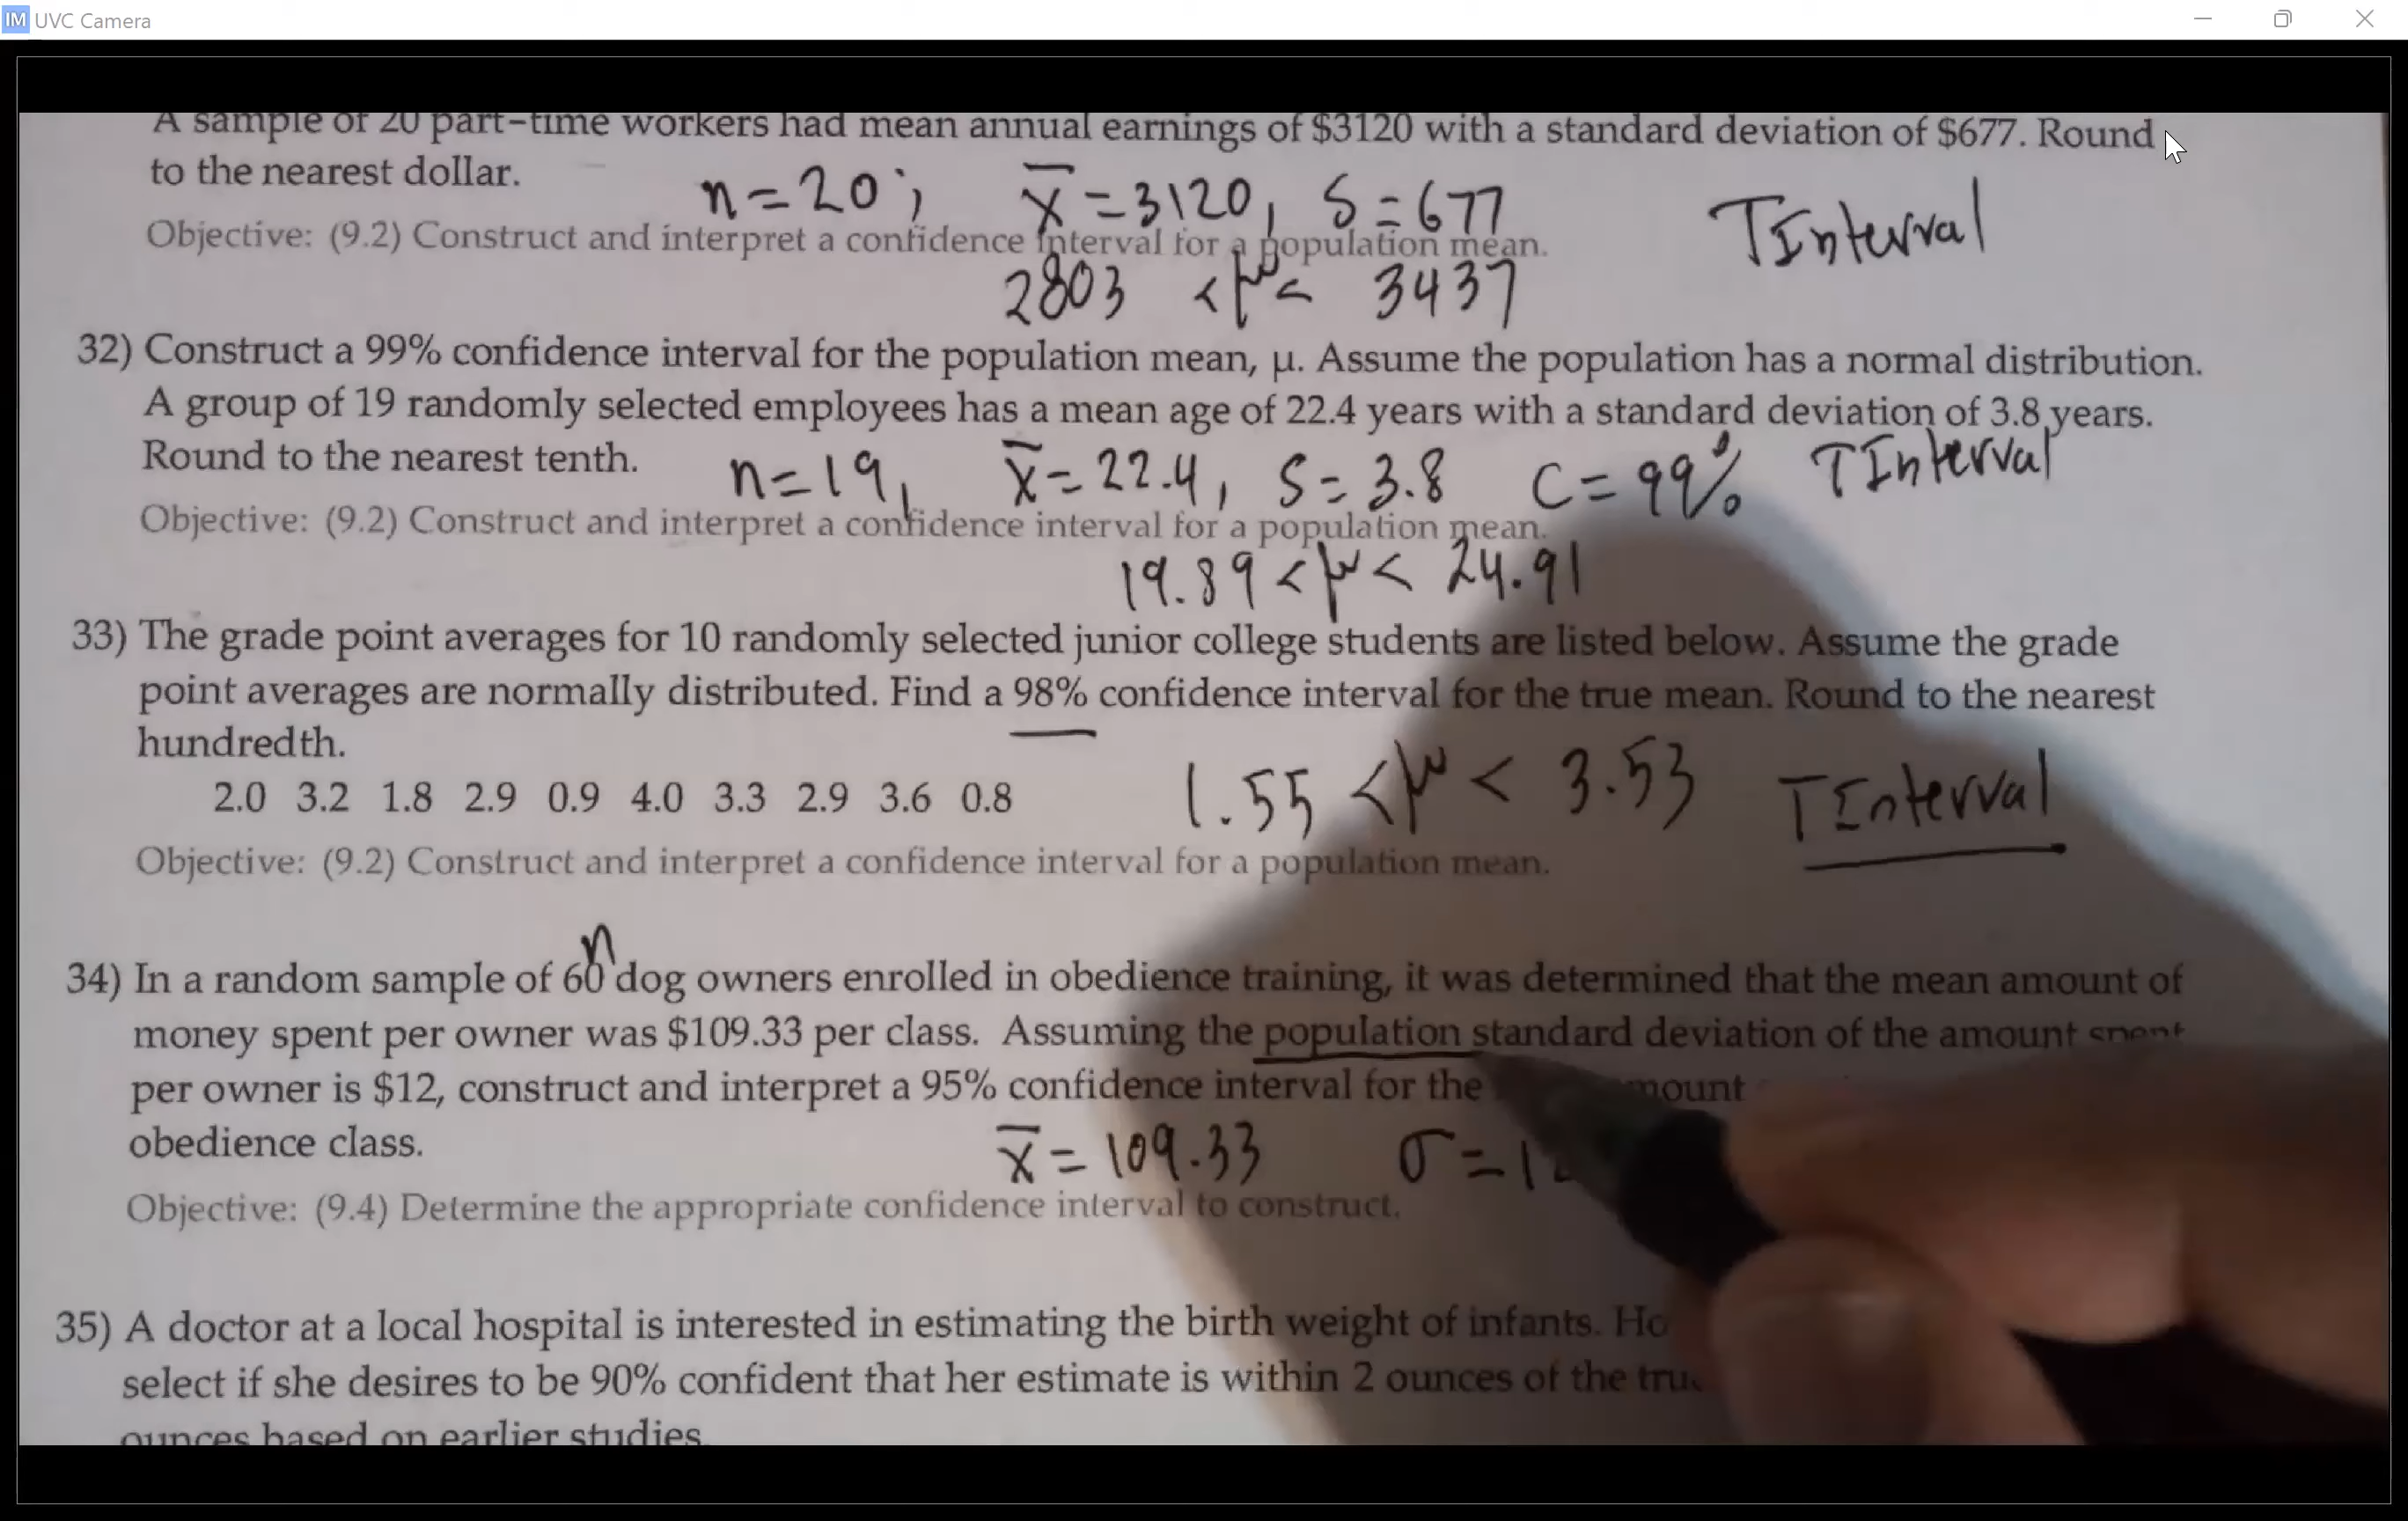 IM UVC Camera
A sample of 20 part-time workers had mean annual earnings of $3120 with a standard deviation of $677. Round
to the nearest dollar.
n = 20 ; x̅ = 3120, S = 677
TInterval
Objective: (9.2) Construct and interpret a confidence interval for a population mean.
2803 < μ < 3437
32) Construct a 99% confidence interval for the population mean, μ. Assume the population has a normal distribution.
A group of 19 randomly selected employees has a mean age of 22.4 years with a standard deviation of 3.8 years.
Round to the nearest tenth.
n = 19, x̅ = 22.4, S = 3.8 C = 99% TInterval
Objective: (9.2) Construct and interpret a confidence interval for a population mean.
19.89 < μ < 24.91
33) The grade point averages for 10 randomly selected junior college students are listed below. Assume the grade
point averages are normally distributed. Find a 98% confidence interval for the true mean. Round to the nearest
hundredth.
2.0 3.2 1.8 2.9 0.9 4.0 3.3 2.9 3.6 0.8
1.55 < μ < 3.53 TInterval
Objective: (9.2) Construct and interpret a confidence interval for a population mean.
n
34) In a random sample of 60 dog owners enrolled in obedience training, it was determined that the mean amount of
money spent per owner was $109.33 per class. Assuming the population standard deviation of the amount spent
per owner is $12, construct and interpret a 95% confidence interval for the
obedience class.
x̅ = 109.33 σ = 1
Objective: (9.4) Determine the appropriate confidence interval to construct.
35) A doctor at a local hospital is interested in estimating the birth weight of infants.
select if she desires to be 90% confident that her estimate is within 2 ounces of the
ounces based on earlier studies.